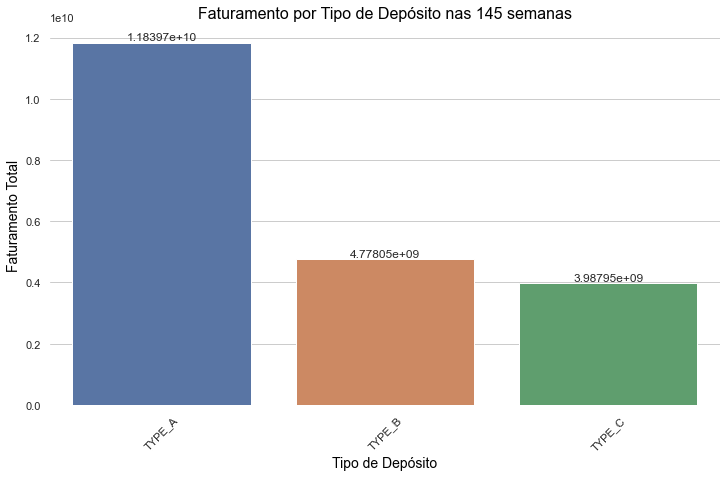 Faturamento por Tipo de Depósito nas 145 semanas
1e10
1.2
1.0
0.8
0.6
0.4
0.2
0.0
Faturamento Total
1.18397e+10
4.77805e+09
3.98795e+09
TYPE_A
TYPE_B
TYPE_C
Tipo de Depósito